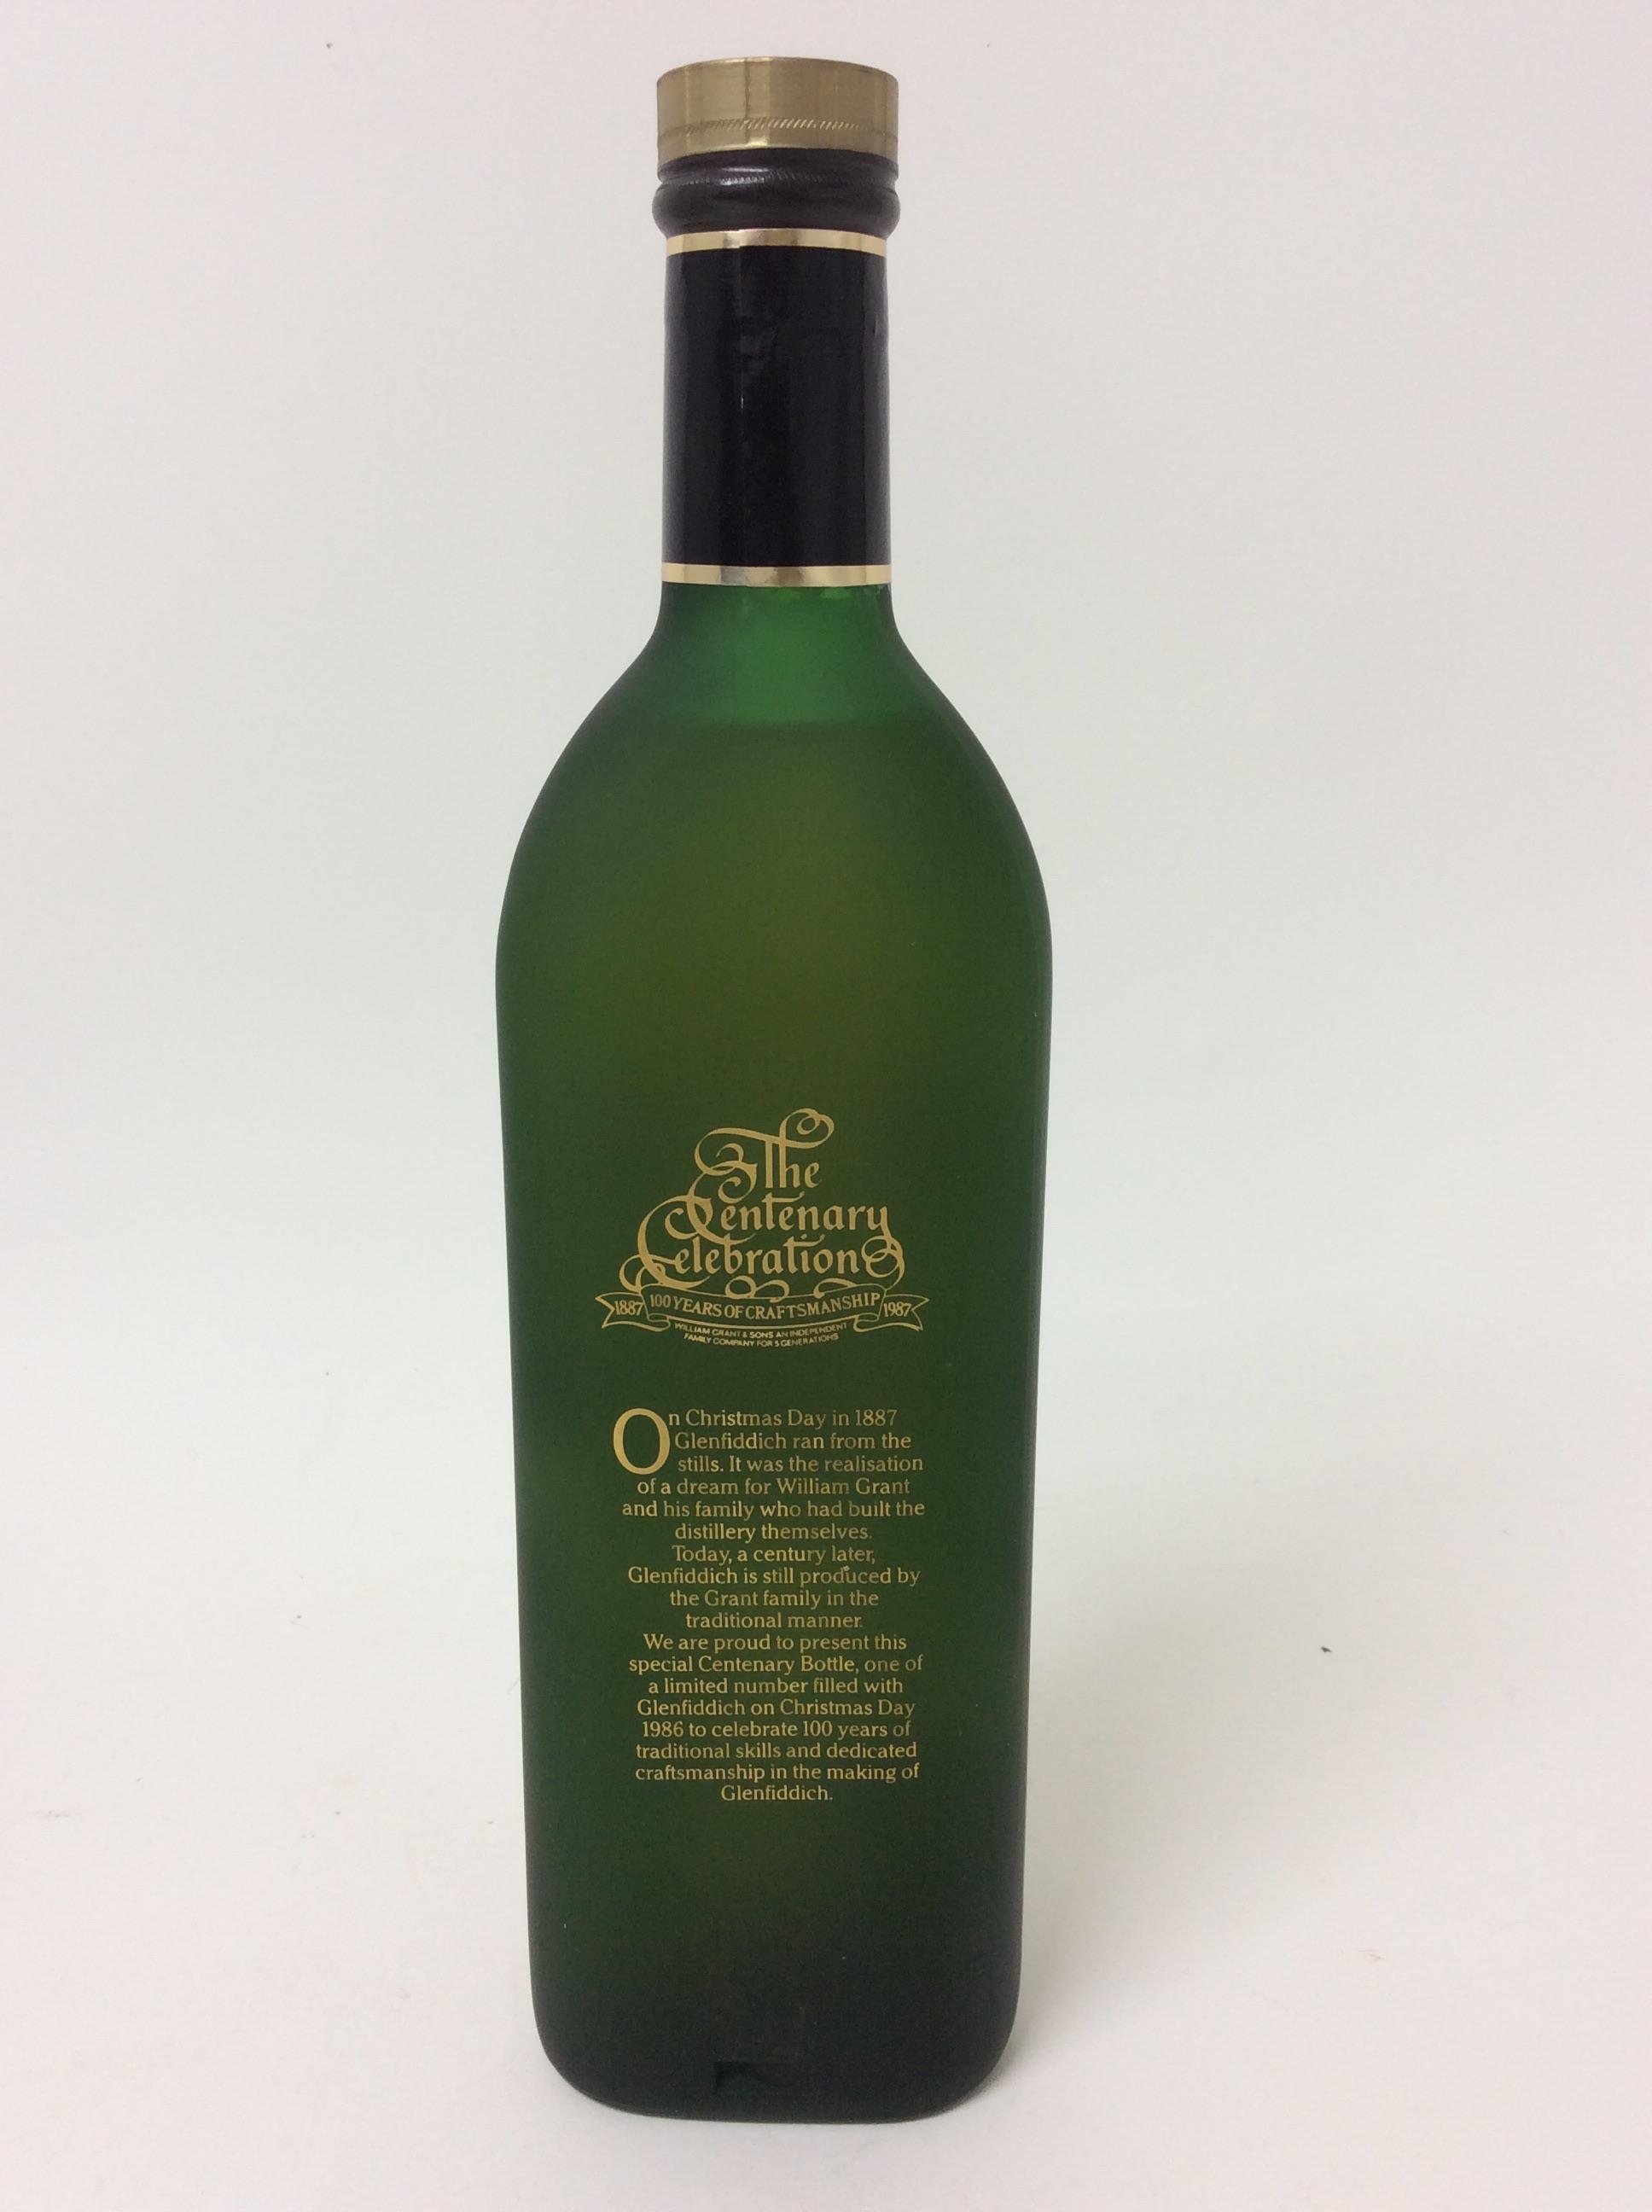 The
Centenary
Celebration
1887 100 YEARS OF CRAFTSMANSHIP 1987
WILLIAM GRANT & SONS AN INDEPENDENT
FAMILY COMPANY FOR 5 GENERATIONS
On Christmas Day in 1887
Glenfiddich ran from the
stills. It was the realisation
of a dream for William Grant
and his family who had built the
distillery themselves.
Today, a century later,
Glenfiddich is still produced by
the Grant family in the
traditional manner.
We are proud to present this
special Centenary Bottle, one of
a limited number filled with
Glenfiddich on Christmas Day
1986 to celebrate 100 years of
traditional skills and dedicated
craftsmanship in the making of
Glenfiddich.